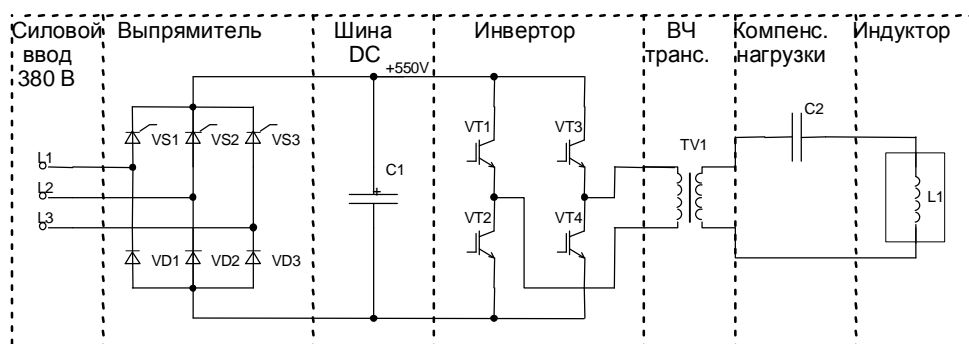 Силовой
ввод
380 В
Выпрямитель
Шина
DC
Инвертор
ВЧ
транс.
Компенс.
нагрузки
Индуктор
+550V
VS1
VS2
VS3
L1
L2
L3
VD1
VD2
VD3
C1
VT1
VT3
VT2
VT4
TV1
C2
L1